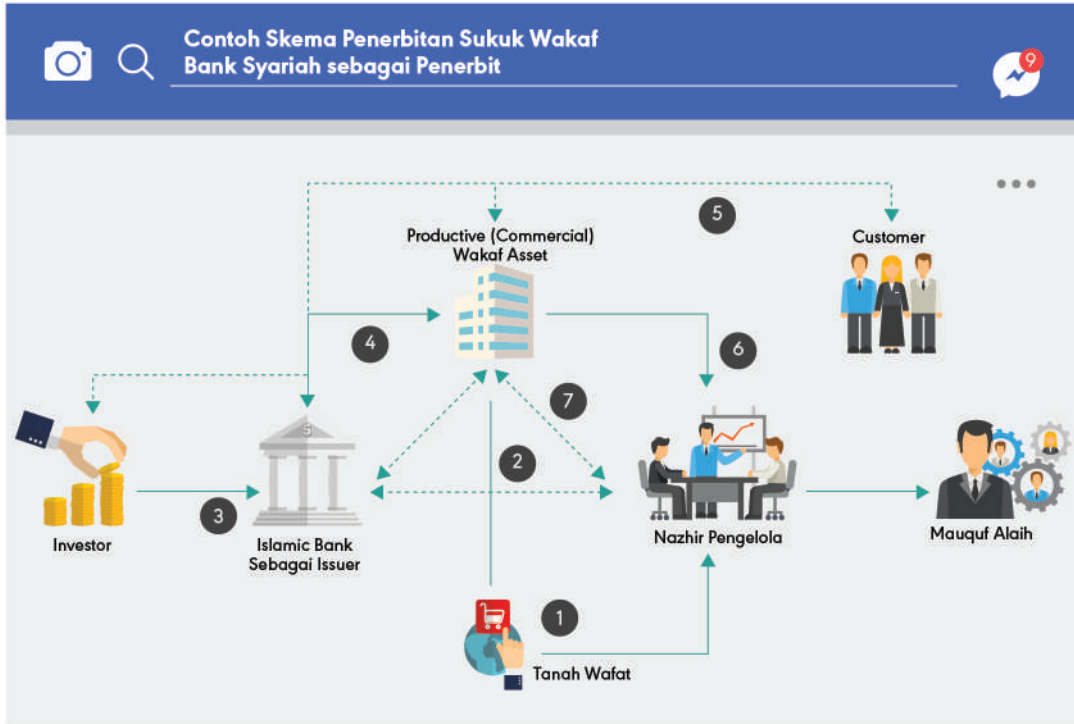 Contoh Skema Penerbitan Sukuk Wakaf
Bank Syariah sebagai Penerbit
9
5
Productive (Commercial)
Wakaf Asset
Customer
4
6
7
2
$
3
Investor
Islamic Bank
Sebagai Issuer
Nazhir Pengelola
Mauquf Alaih
1
Tanah Wafat